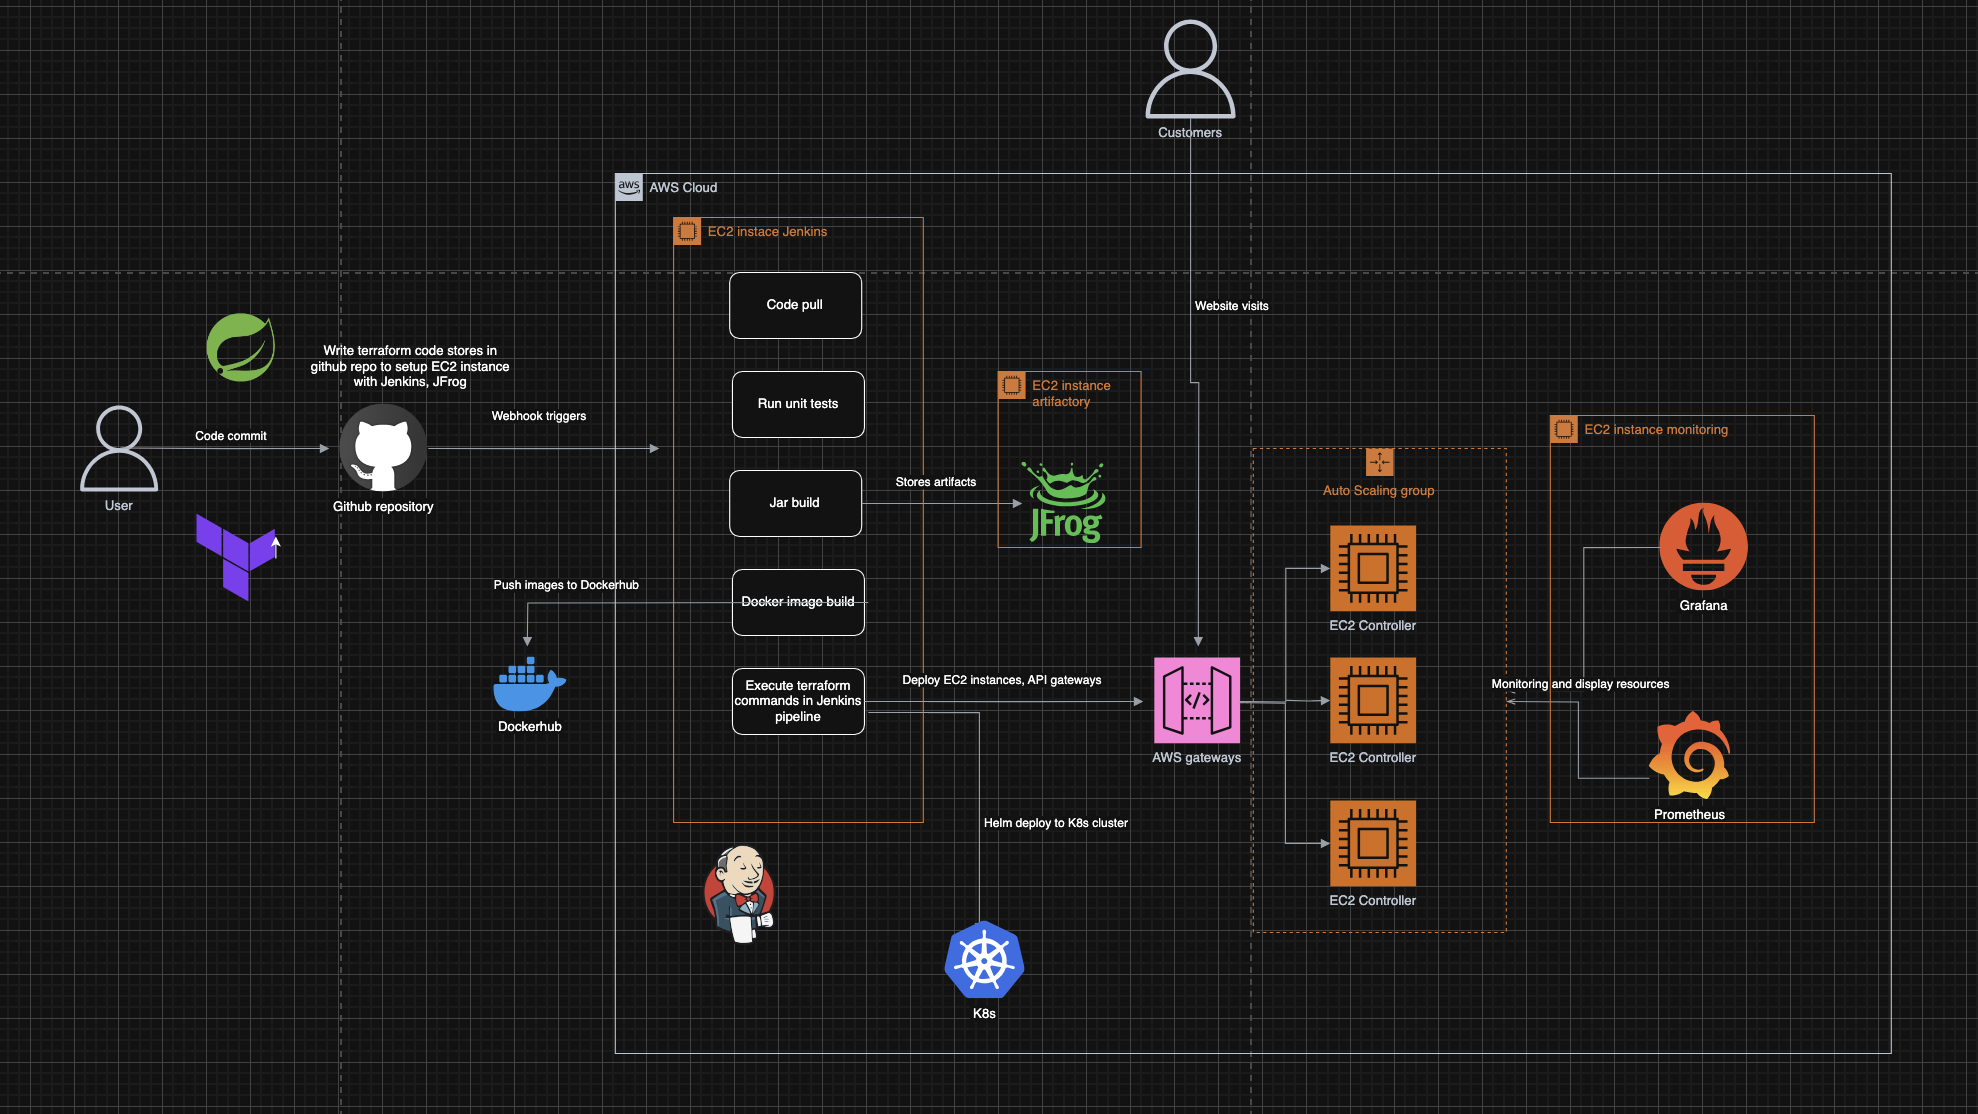 Customers
aws
AWS Cloud
EC2 instace Jenkins
Code pull
Website visits
Write terraform code stores in
github repo to setup EC2 instance
with Jenkins, JFrog
Run unit tests
EC2 instance
artifactory
Webhook triggers
Code commit
User
Github repository
Jar build
Stores artifacts
JFrog
Auto Scaling group
EC2 instance monitoring
Push images to Dockerhub
Docker image build
Dockerhub
Grafana
EC2 Controller
Execute terraform
commands in Jenkins
pipeline
Deploy EC2 instances, API gateways
</>
AWS gateways
EC2 Controller
Monitoring and display resources
Prometheus
Helm deploy to K8s cluster
EC2 Controller
K8s